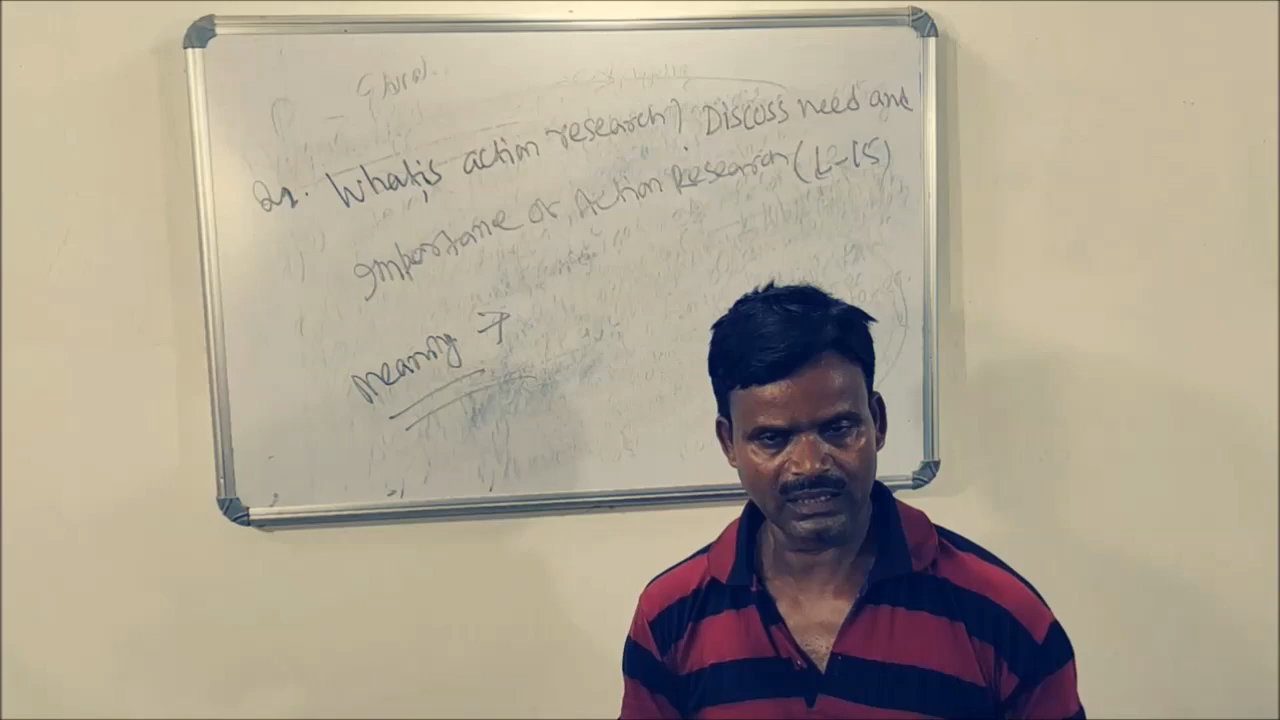 Q1. What is action research? Discuss need and
importance of Action Research (L-15)
Meaning →